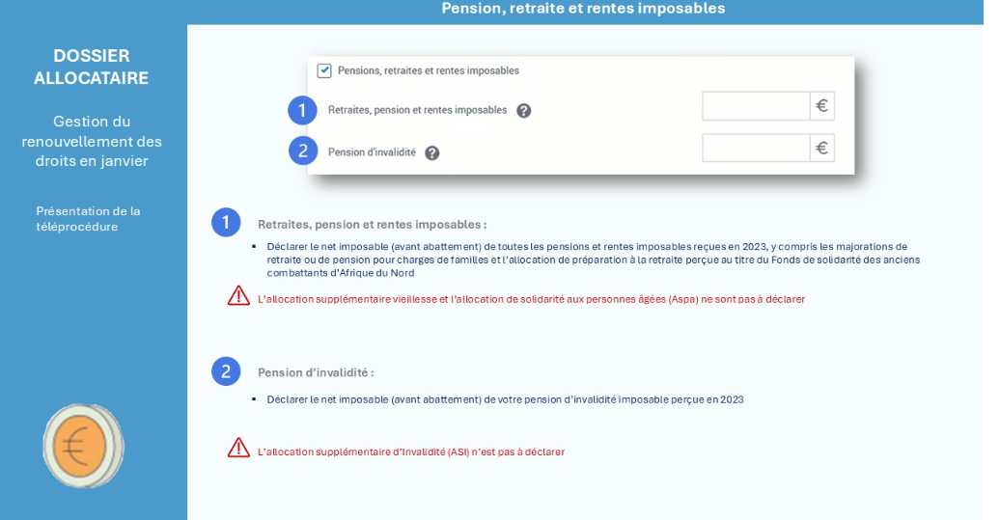 Pension, retraite et rentes imposables
DOSSIER
ALLOCATAIRE
Gestion du
renouvellement des
droits en janvier
Présentation de la
téléprocédure
Pensions, retraites et rentes imposables
1 Retraites, pension et rentes imposables ? €
2 Pension d'invalidité ? €
1 Retraites, pension et rentes imposables :
▪ Déclarer le net imposable (avant abattement) de toutes les pensions et rentes imposables reçues en 2023, y compris les majorations de
retraite ou de pension pour charges de familles et l'allocation de préparation à la retraite perçue au titre du Fonds de solidarité des anciens
combattants d'Afrique du Nord
L'allocation supplémentaire vieillesse et l'allocation de solidarité aux personnes âgées (Aspa) ne sont pas à déclarer
2 Pension d'invalidité :
▪ Déclarer le net imposable (avant abattement) de votre pension d'invalidité imposable perçue en 2023
L'allocation supplémentaire d'Invalidité (ASI) n'est pas à déclarer